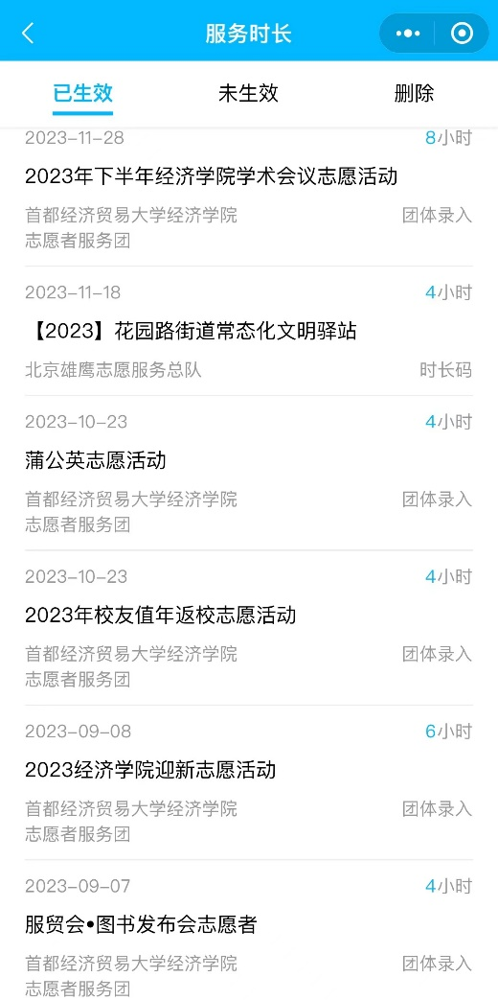 服务时长
已生效 未生效 删除
2023-11-28 8小时
2023年下半年经济学院学术会议志愿活动
首都经济贸易大学经济学院 团体录入
志愿者服务团
2023-11-18 4小时
【2023】花园路街道常态化文明驿站
北京雄鹰志愿服务总队 时长码
2023-10-23 4小时
蒲公英志愿活动
首都经济贸易大学经济学院 团体录入
志愿者服务团
2023-10-23 4小时
2023年校友值年返校志愿活动
首都经济贸易大学经济学院 团体录入
志愿者服务团
2023-09-08 6小时
2023经济学院迎新志愿活动
首都经济贸易大学经济学院 团体录入
志愿者服务团
2023-09-07 4小时
服贸会•图书发布会志愿者
首都经济贸易大学经济学院 团体录入
志愿者服务团